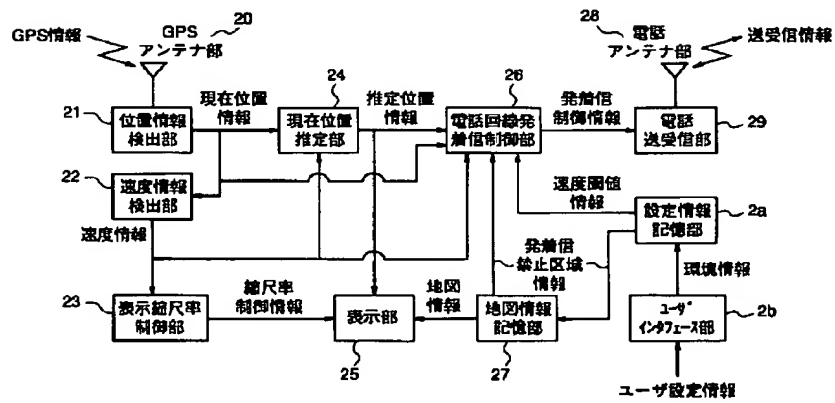 GPS情報
GPS
アンテナ部
20
28
電話
アンテナ部
送受信情報
21
位置情報
検出部
現在位置
情報
24
現在位置
推定部
推定位置
情報
26
電話回線発
着信制御部
発着信
制御情報
電話
送受信部
29
22
速度情報
検出部
速度情報
速度閾値
情報
設定情報
記憶部
2a
発着信
禁止区域
情報
環境情報
23
表示縮尺率
制御部
縮尺率
制御情報
表示部
25
地図
情報
地図情報
記憶部
27
ユーザ
インタフェース部
2b
ユーザ設定情報